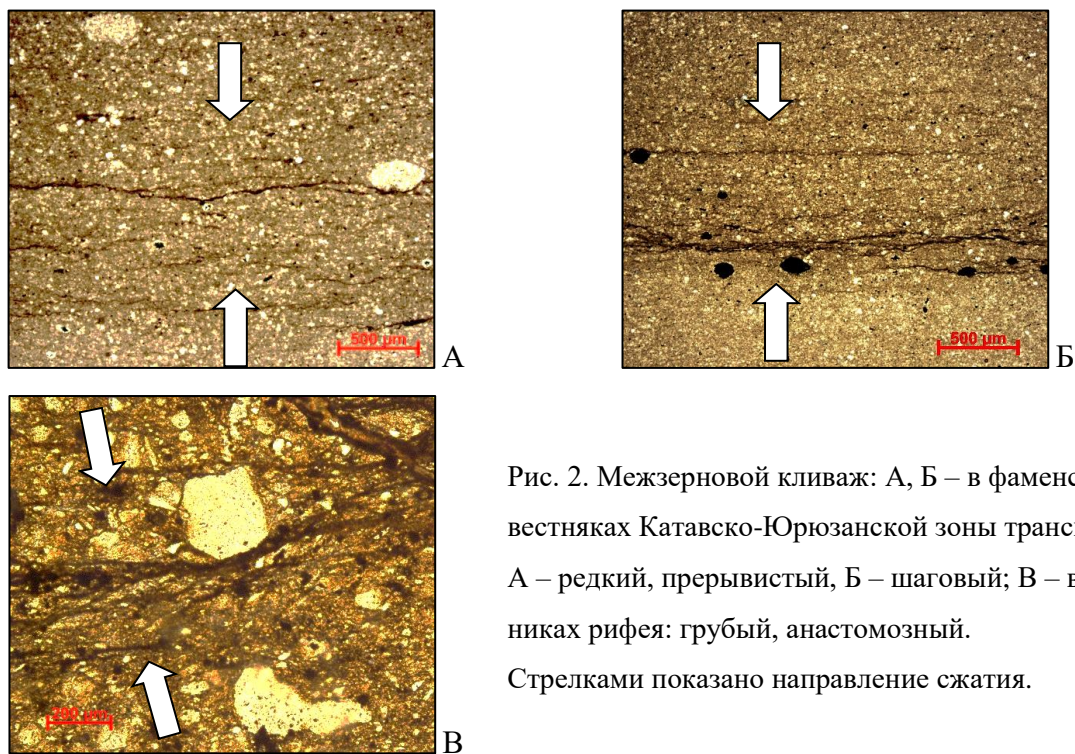 500 µm
А
500 µm
Б
200 µm
В
Рис. 2. Межзерновой кливаж: А, Б – в фаменс
вестняках Катавско-Юрюзанской зоны транс
А – редкий, прерывистый, Б – шаговый; В – в
никах рифея: грубый, анастомозный.
Стрелками показано направление сжатия.